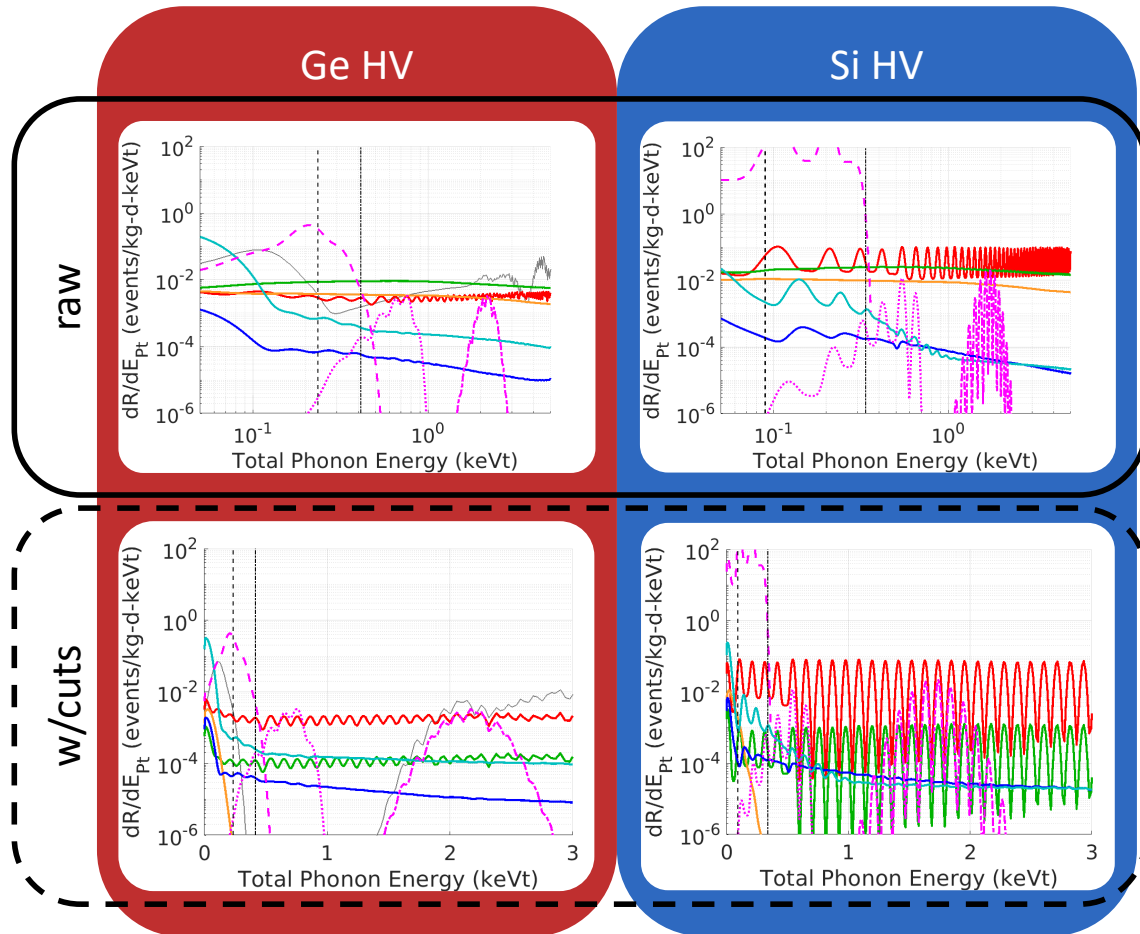 Ge HV
Si HV
raw
dR/dE_Pt (events/kg-d-keVt)
10^2
10^0
10^-2
10^-4
10^-6
10^-1
10^0
Total Phonon Energy (keVt)
dR/dE_Pt (events/kg-d-keVt)
10^2
10^0
10^-2
10^-4
10^-6
10^-1
10^0
Total Phonon Energy (keVt)
w/cuts
dR/dE_Pt (events/kg-d-keVt)
10^2
10^0
10^-2
10^-4
10^-6
0
1
2
3
Total Phonon Energy (keVt)
dR/dE_Pt (events/kg-d-keVt)
10^2
10^0
10^-2
10^-4
10^-6
0
1
2
3
Total Phonon Energy (keVt)